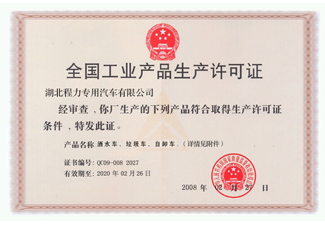 全国工业产品生产许可证
湖北程力专用汽车有限公司
经审查，你厂生产的下列产品符合取得生产许可证
条件，特发此证。
产品名称：洒水车、垃圾车、自卸车、（详情见附件）
证书编号：QC09-008 2027
有效期至：2020 年 02 月 26 日
2008 年 02 月 27 日